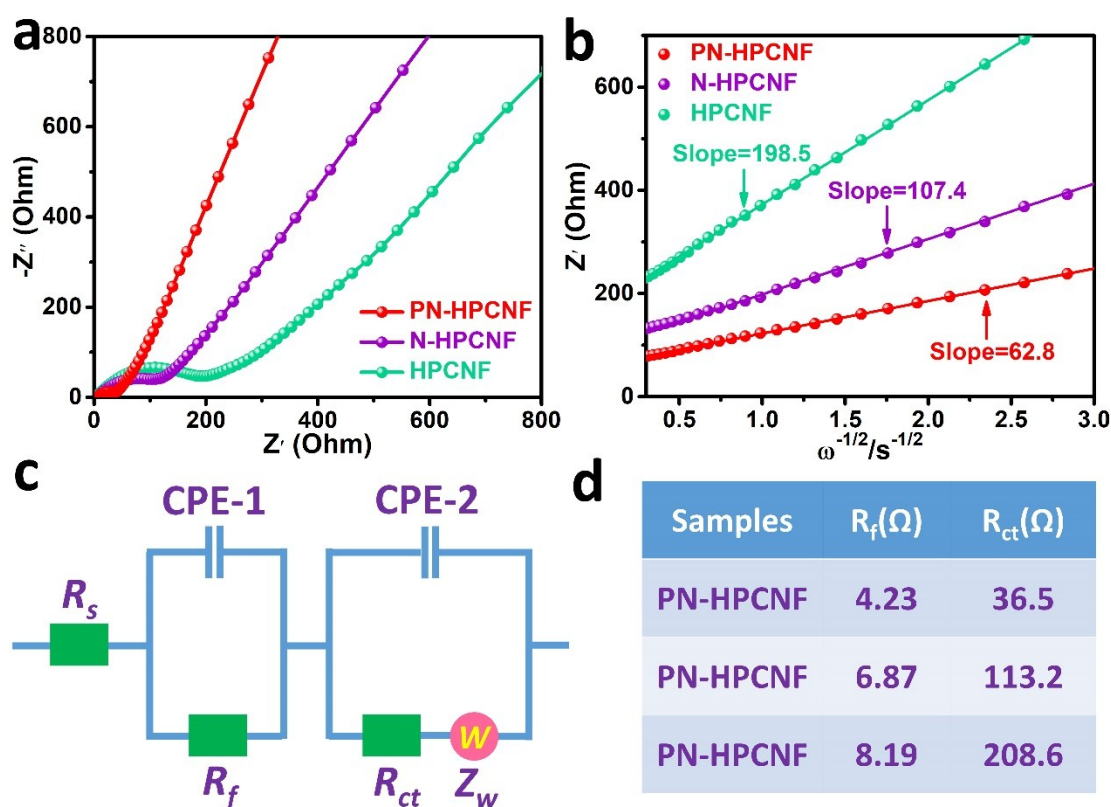 a
800
600
400
200
0
-Z'' (Ohm)
PN-HPCNF
N-HPCNF
HPCNF
0 200 400 600 800
Z' (Ohm)
b
600
400
200
0
Z' (Ohm)
PN-HPCNF
N-HPCNF
HPCNF
Slope=198.5
Slope=107.4
Slope=62.8
0.5 1.0 1.5 2.0 2.5 3.0
ω-1/2/s-1/2
c
CPE-1 CPE-2
Rs
W
Rf Rct Zw
d
Samples Rf(Ω) Rct(Ω)
PN-HPCNF 4.23 36.5
PN-HPCNF 6.87 113.2
PN-HPCNF 8.19 208.6